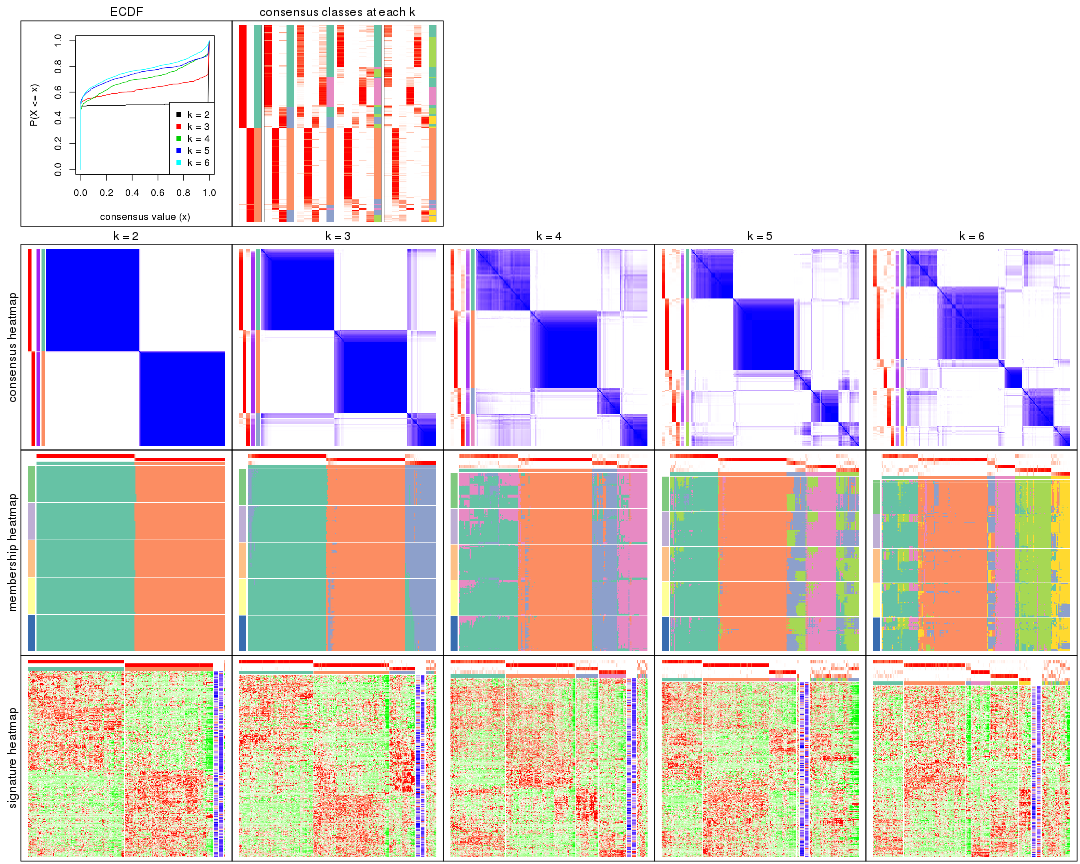 ECDF
consensus classes at each k
P(X <= x)
0.0 0.2 0.4 0.6 0.8 1.0
k = 2
k = 3
k = 4
k = 5
k = 6
0.0 0.2 0.4 0.6 0.8 1.0
consensus value (x)
k = 2
k = 3
k = 4
k = 5
k = 6
consensus heatmap
membership heatmap
signature heatmap